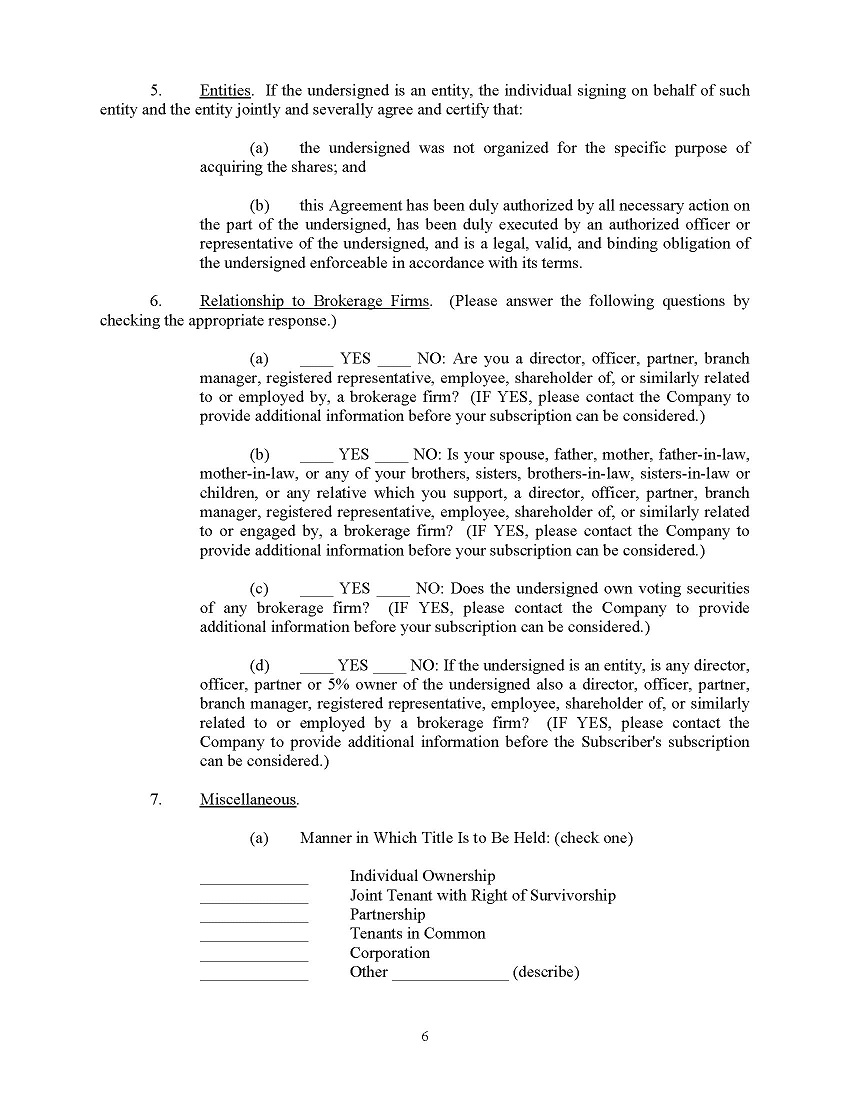 5. Entities. If the undersigned is an entity, the individual signing on behalf of such
entity and the entity jointly and severally agree and certify that:
(a) the undersigned was not organized for the specific purpose of
acquiring the shares; and
(b) this Agreement has been duly authorized by all necessary action on
the part of the undersigned, has been duly executed by an authorized officer or
representative of the undersigned, and is a legal, valid, and binding obligation of
the undersigned enforceable in accordance with its terms.
6. Relationship to Brokerage Firms. (Please answer the following questions by
checking the appropriate response.)
(a) ____ YES ____ NO: Are you a director, officer, partner, branch
manager, registered representative, employee, shareholder of, or similarly related
to or employed by, a brokerage firm? (IF YES, please contact the Company to
provide additional information before your subscription can be considered.)
(b) ____ YES ____ NO: Is your spouse, father, mother, father-in-law,
mother-in-law, or any of your brothers, sisters, brothers-in-law, sisters-in-law or
children, or any relative which you support, a director, officer, partner, branch
manager, registered representative, employee, shareholder of, or similarly related
to or engaged by, a brokerage firm? (IF YES, please contact the Company to
provide additional information before your subscription can be considered.)
(c) ____ YES ____ NO: Does the undersigned own voting securities
of any brokerage firm? (IF YES, please contact the Company to provide
additional information before your subscription can be considered.)
(d) ____ YES ____ NO: If the undersigned is an entity, is any director,
officer, partner or 5% owner of the undersigned also a director, officer, partner,
branch manager, registered representative, employee, shareholder of, or similarly
related to or employed by a brokerage firm? (IF YES, please contact the
Company to provide additional information before the Subscriber's subscription
can be considered.)
7. Miscellaneous.
(a) Manner in Which Title Is to Be Held: (check one)
_____________ Individual Ownership
_____________ Joint Tenant with Right of Survivorship
_____________ Partnership
_____________ Tenants in Common
_____________ Corporation
_____________ Other ______________ (describe)
6